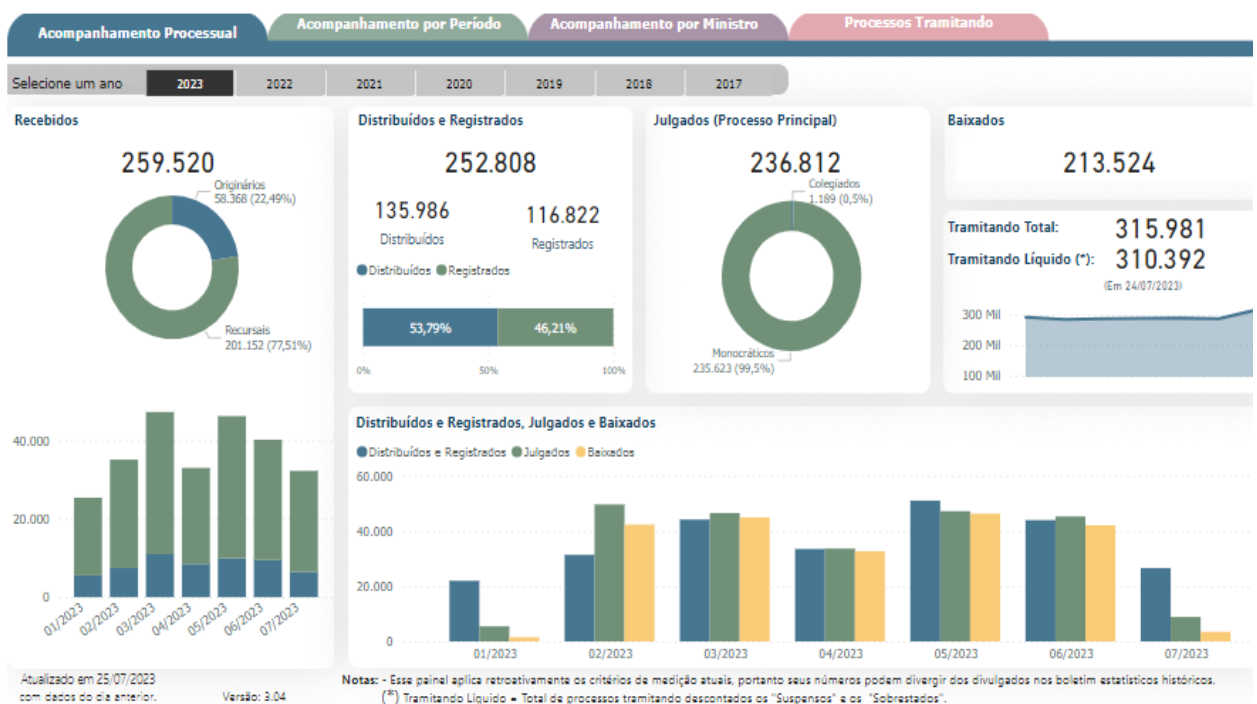 Acompanhamento Processual
Acompanhamento por Período
Acompanhamento por Ministro
Processos Tramitando
Selecione um ano 2023 2022 2021 2020 2019 2018 2017
Recebidos
259.520
Originários
58.368 (22,49%)
Recursais
201.152 (77,51%)
40.000
20.000
0
01/2023 02/2023 03/2023 04/2023 05/2023 06/2023 07/2023
Distribuídos e Registrados
252.808
135.986 116.822
Distribuídos Registrados
Distribuídos Registrados
53,79% 46,21%
0% 50% 100%
Julgados (Processo Principal)
236.812
Colegiados
1.189 (0,5%)
Monocráticos
235.623 (99,5%)
Baixados
213.524
Tramitando Total: 315.981
Tramitando Líquido (*): 310.392
(Em 24/07/2023)
300 Mil
200 Mil
100 Mil
Distribuídos e Registrados, Julgados e Baixados
Distribuídos e Registrados Julgados Baixados
60.000
40.000
20.000
0
01/2023 02/2023 03/2023 04/2023 05/2023 06/2023 07/2023
Atualizado em 25/07/2023
com dados do dia anterior. Versão: 3.04
Notas: - Esse painel aplica retroativamente os critérios de medição atuais, portanto seus números podem divergir dos divulgados nos boletim estatísticos históricos.
(*) Tramitando Líquido = Total de processos tramitando descontados os "Suspensos" e os "Sobrestados".